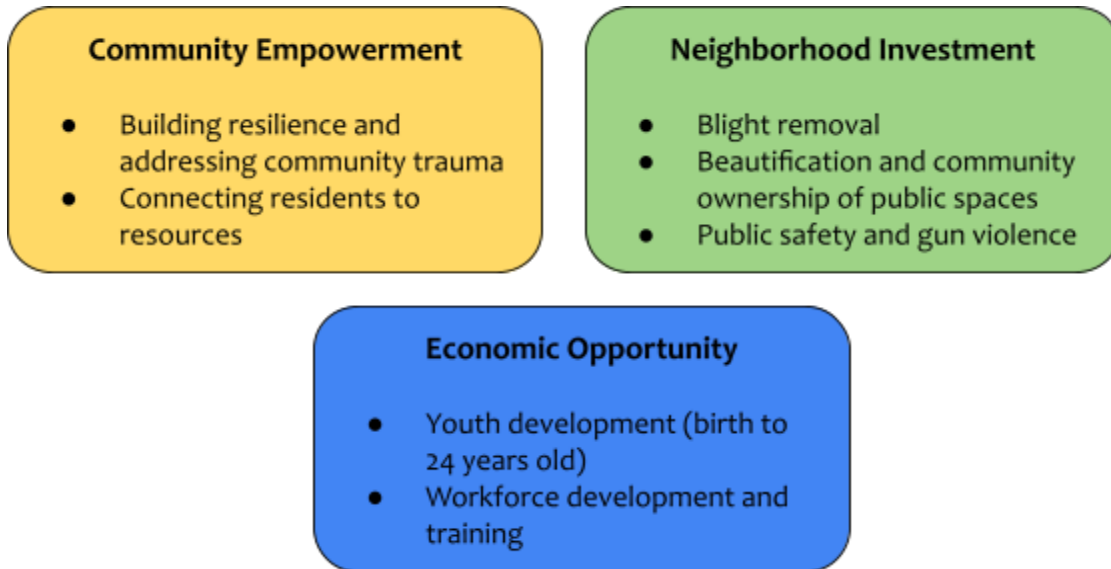 Community Empowerment
● Building resilience and
addressing community trauma
● Connecting residents to
resources
Neighborhood Investment
● Blight removal
● Beautification and community
ownership of public spaces
● Public safety and gun violence
Economic Opportunity
● Youth development (birth to
24 years old)
● Workforce development and
training